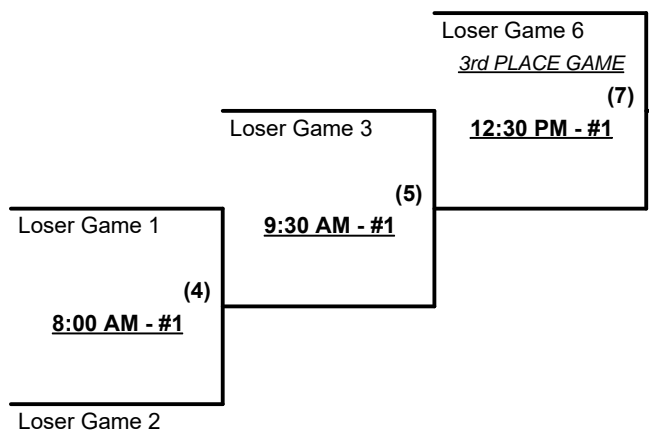 Loser Game 6
3rd PLACE GAME
(7)
12:30 PM - #1
Loser Game 3
(5)
9:30 AM - #1
Loser Game 1
(4)
8:00 AM - #1
Loser Game 2